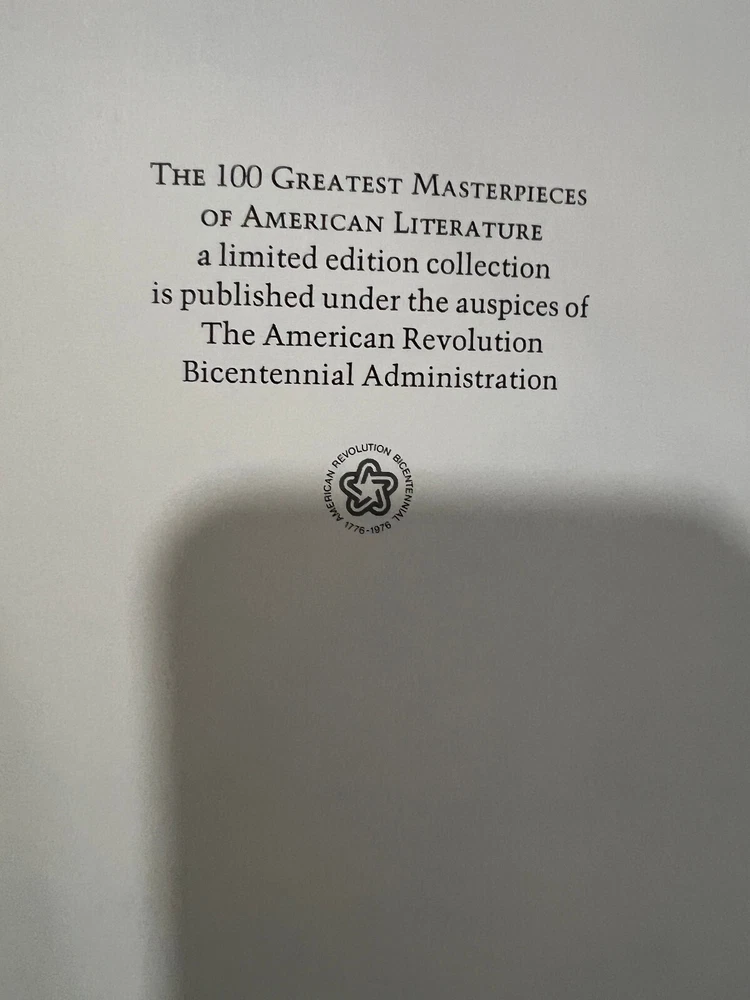 THE 100 GREATEST MASTERPIECES
OF AMERICAN LITERATURE
a limited edition collection
is published under the auspices of
The American Revolution
Bicentennial Administration
AMERICAN REVOLUTION BICENTENNIAL
1776-1976